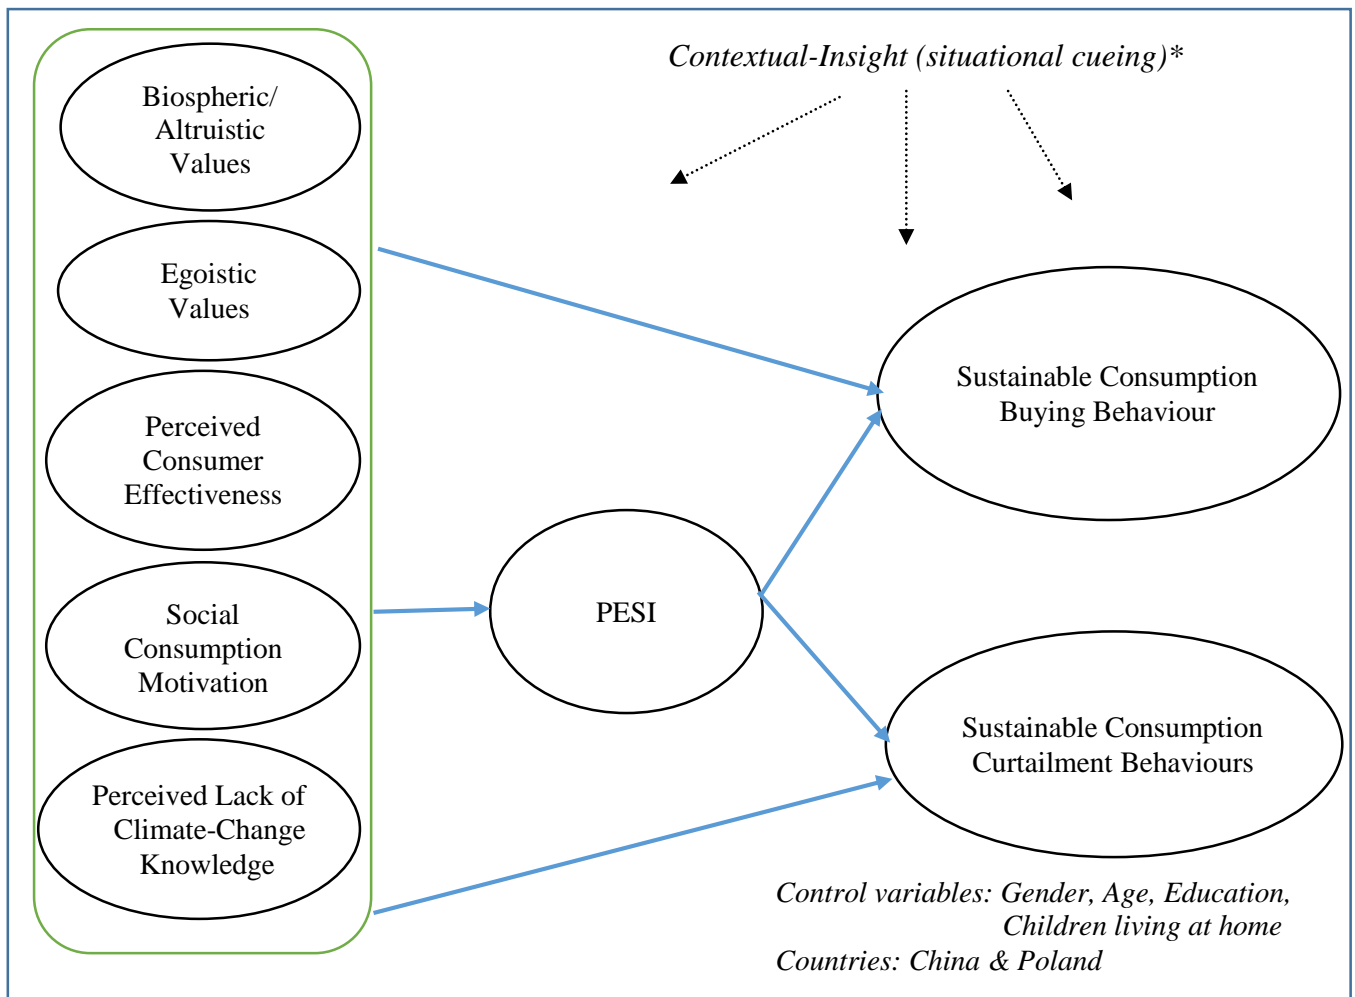 Contextual-Insight (situational cueing)*
Biospheric/
Altruistic
Values
Egoistic
Values
Perceived
Consumer
Effectiveness
Social
Consumption
Motivation
Perceived Lack of
Climate-Change
Knowledge
PESI
Sustainable Consumption
Buying Behaviour
Sustainable Consumption
Curtailment Behaviours
Control variables: Gender, Age, Education,
Children living at home
Countries: China & Poland